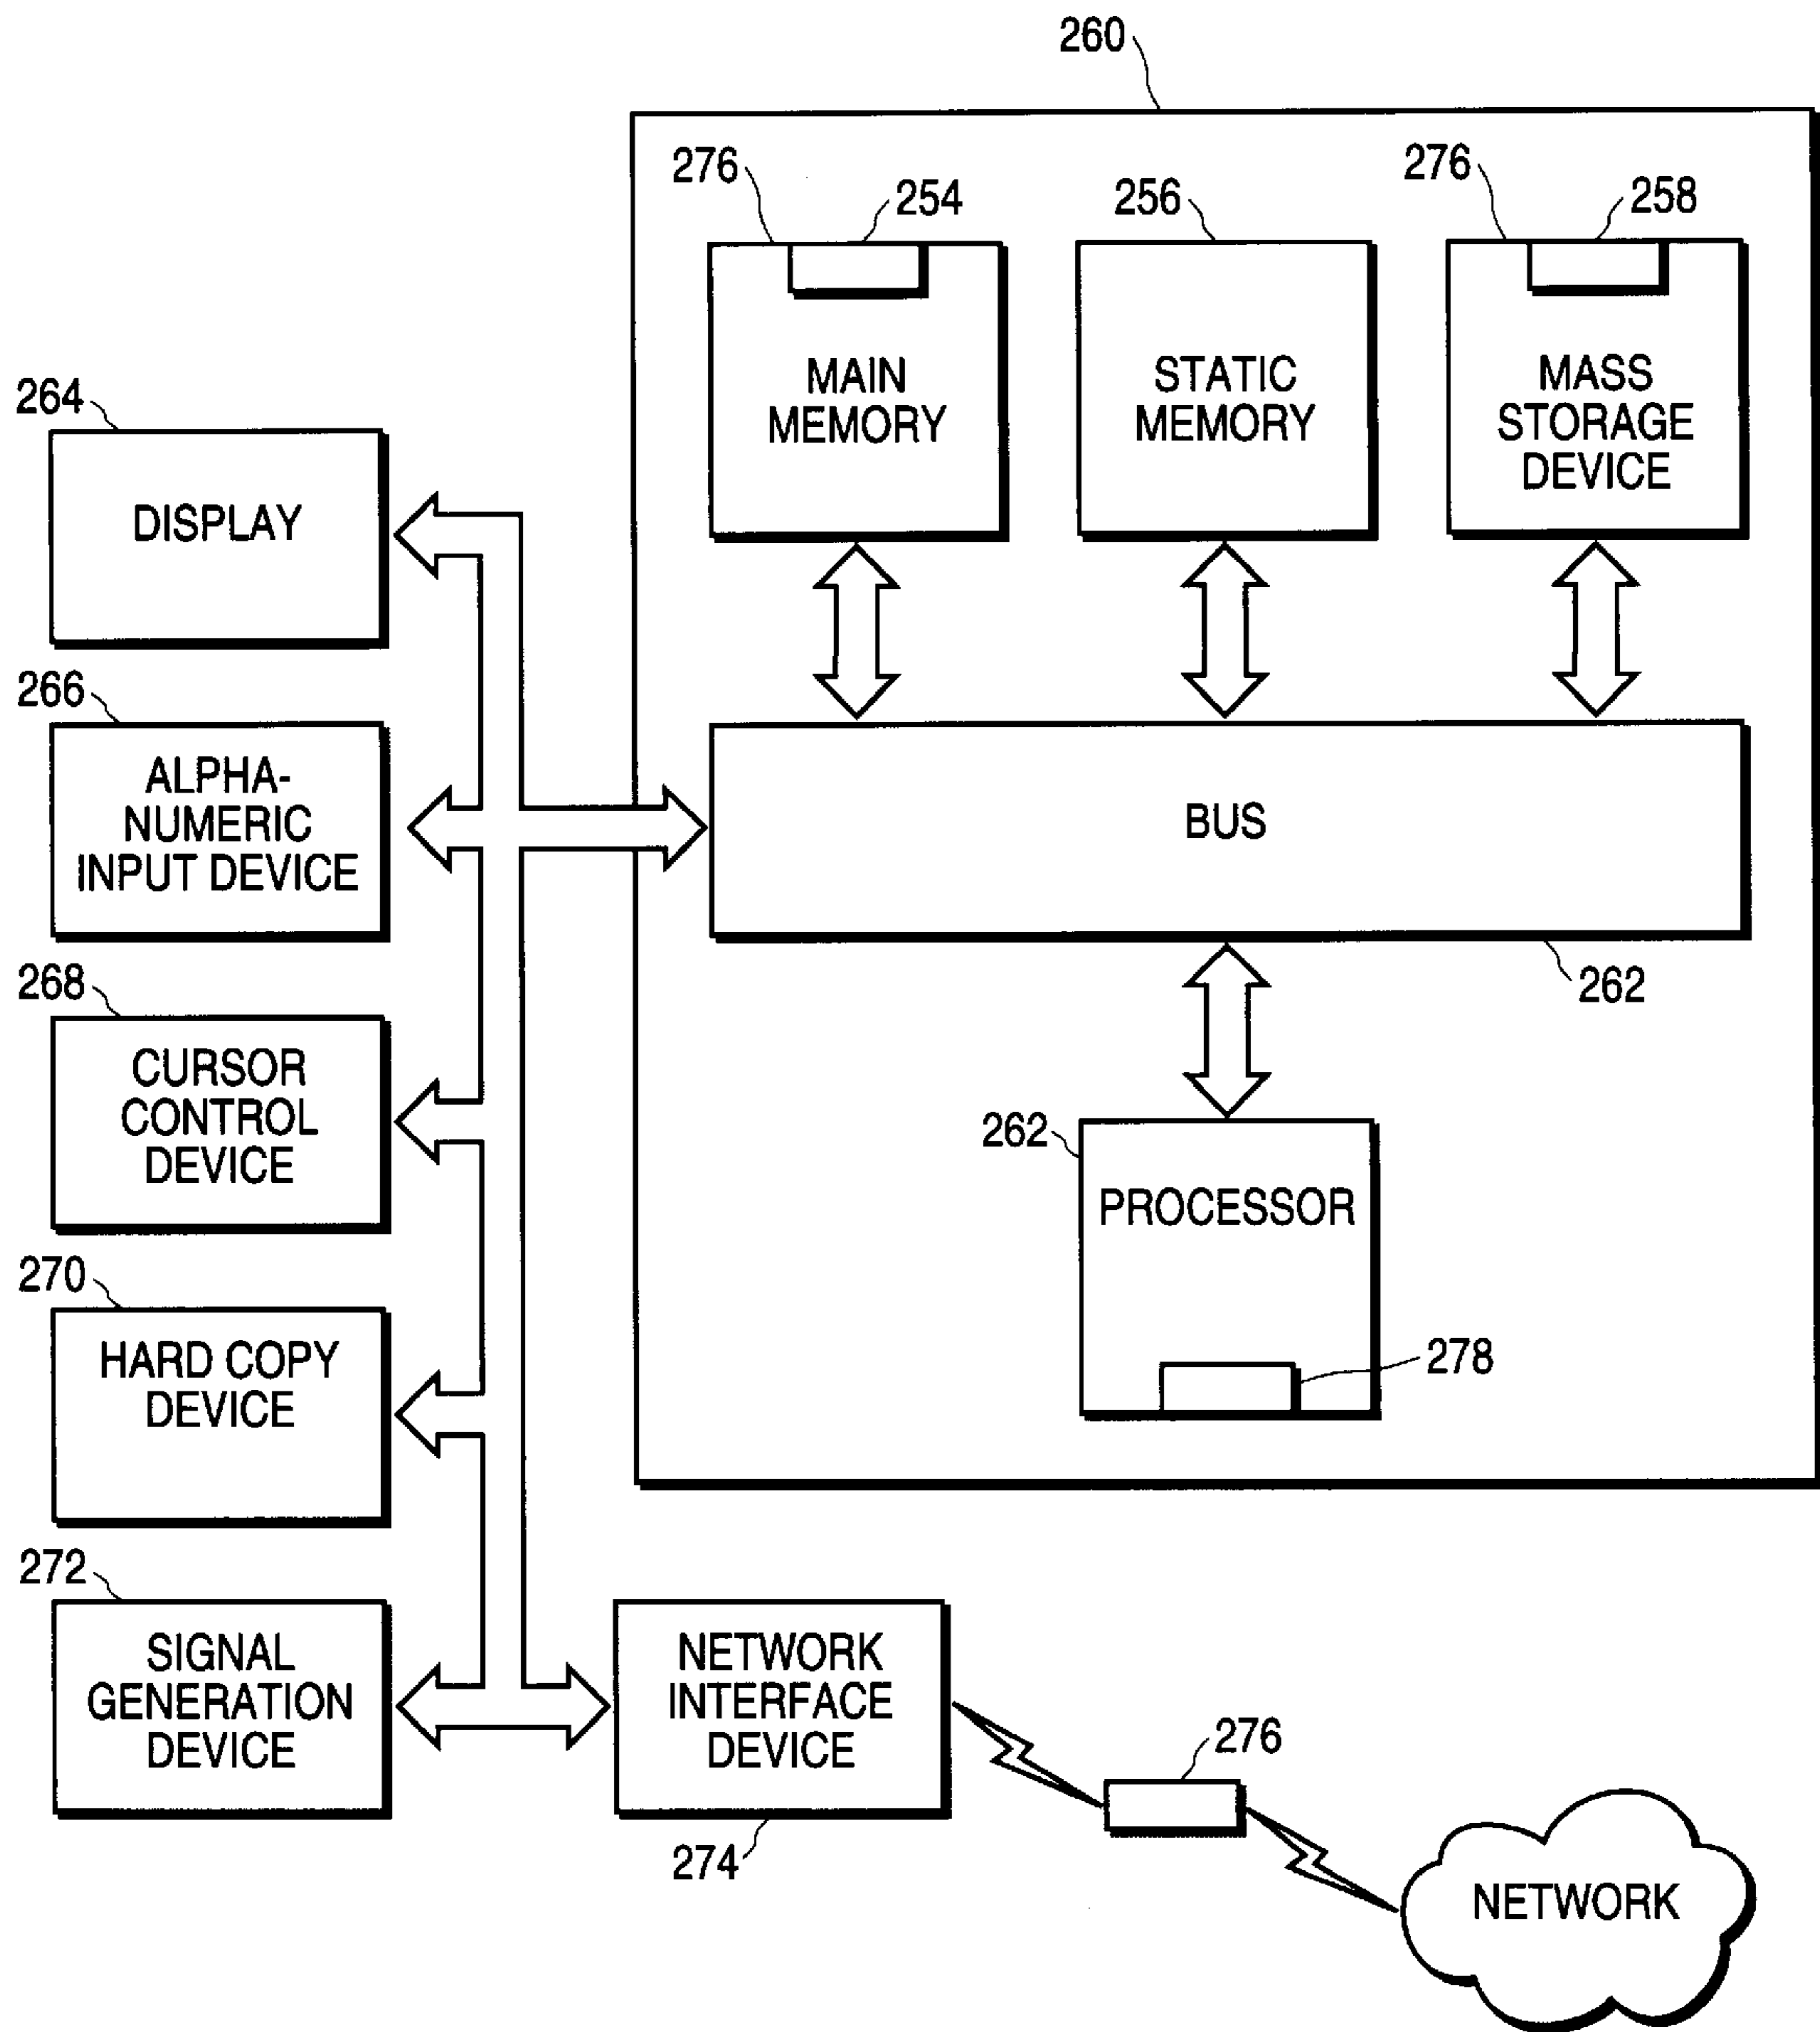 260
276
254
256
276
258
MAIN
MEMORY
STATIC
MEMORY
MASS
STORAGE
DEVICE
264
DISPLAY
266
ALPHA-
NUMERIC
INPUT DEVICE
BUS
262
268
CURSOR
CONTROL
DEVICE
262
PROCESSOR
278
270
HARD COPY
DEVICE
272
SIGNAL
GENERATION
DEVICE
NETWORK
INTERFACE
DEVICE
274
276
NETWORK